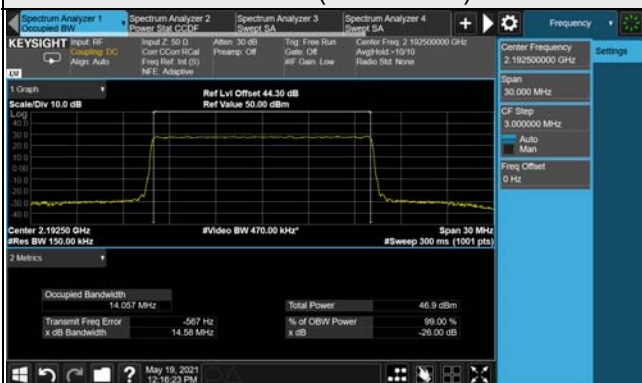 Spectrum Analyzer 1
Occupied BW
Spectrum Analyzer 2
Power Stat CCDF
Spectrum Analyzer 3
Swept SA
Spectrum Analyzer 4
Swept SA
Frequency
KEYSIGHT
Input: RF
Coupling: DC
Align: Auto
Input Z: 50 Ω
Corr CCorr RCal
Freq Ref: Int (S)
NFE: Adaptive
Atten: 30 dB
Preamp: Off
Trig: Free Run
Gate: Off
#IF Gain: Low
Center Freq: 2.192500000 GHz
Avg|Hold:>10/10
Radio Std: None
Center Frequency
2.192500000 GHz
Settings
Span
30.000 MHz
CF Step
3.000000 MHz
Auto
Man
Freq Offset
0 Hz
1 Graph
Scale/Div 10.0 dB
Ref Lvl Offset 44.30 dB
Ref Value 50.00 dBm
Log
40.0
30.0
20.0
10.0
0.00
-10.0
-20.0
-30.0
-40.0
Center 2.19250 GHz
#Res BW 150.00 kHz
#Video BW 470.00 kHz*
Span 30 MHz
#Sweep 300 ms (1001 pts)
2 Metrics
Occupied Bandwidth
14.057 MHz
Total Power 46.9 dBm
Transmit Freq Error -567 Hz
% of OBW Power 99.00 %
x dB Bandwidth 14.58 MHz
x dB -26.00 dB
May 19, 2021
12:16:23 PM